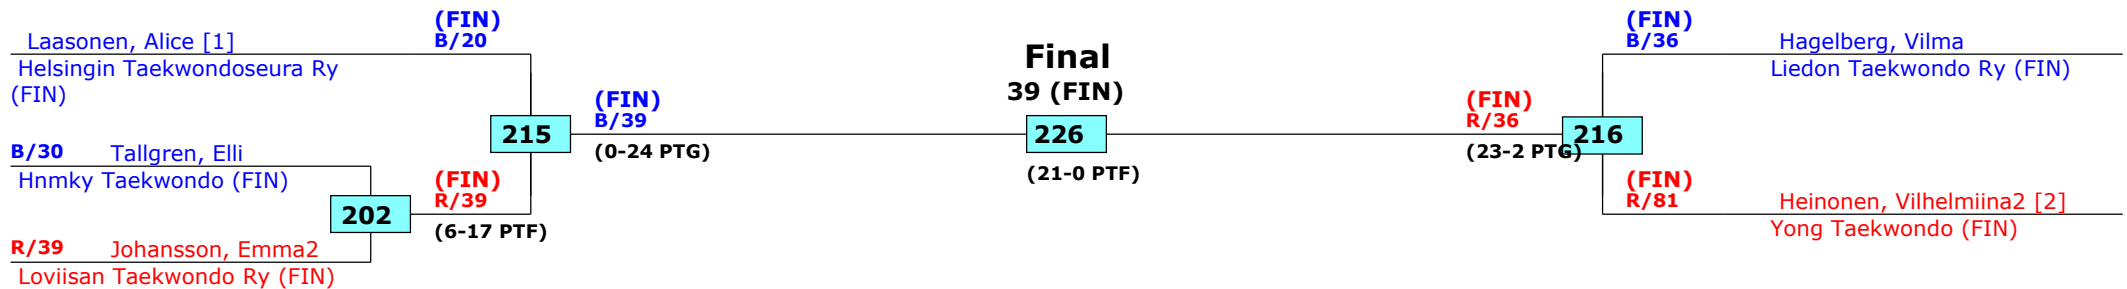 (FIN)
B/20
Laasonen, Alice [1]
Helsingin Taekwondoseura Ry
(FIN)
B/30 Tallgren, Elli
Hnmky Taekwondo (FIN)
202
R/39 Johansson, Emma2
Loviisan Taekwondo Ry (FIN)
(FIN)
R/39
(6-17 PTF)
215
(FIN)
B/39
(0-24 PTG)
Final
39 (FIN)
226
(21-0 PTF)
(FIN)
R/36
(23-2 PTG)
216
(FIN)
B/36
Hagelberg, Vilma
Liedon Taekwondo Ry (FIN)
(FIN)
R/81
Heinonen, Vilhelmiina2 [2]
Yong Taekwondo (FIN)